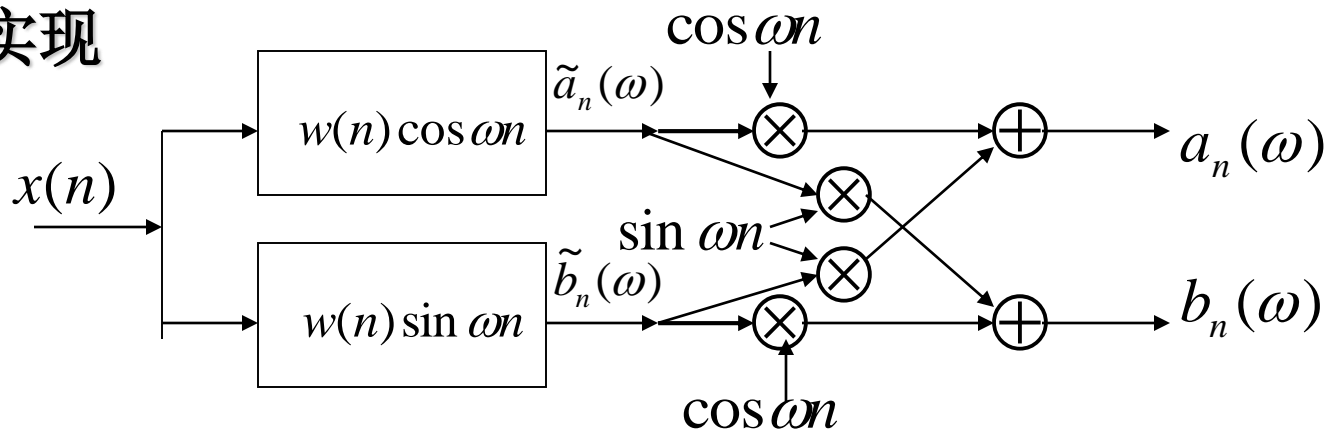 实现
cos ωn
ã_n(ω)
w(n) cos ωn
a_n(ω)
x(n)
sin ωn
b̃_n(ω)
w(n) sin ωn
b_n(ω)
cos ωn